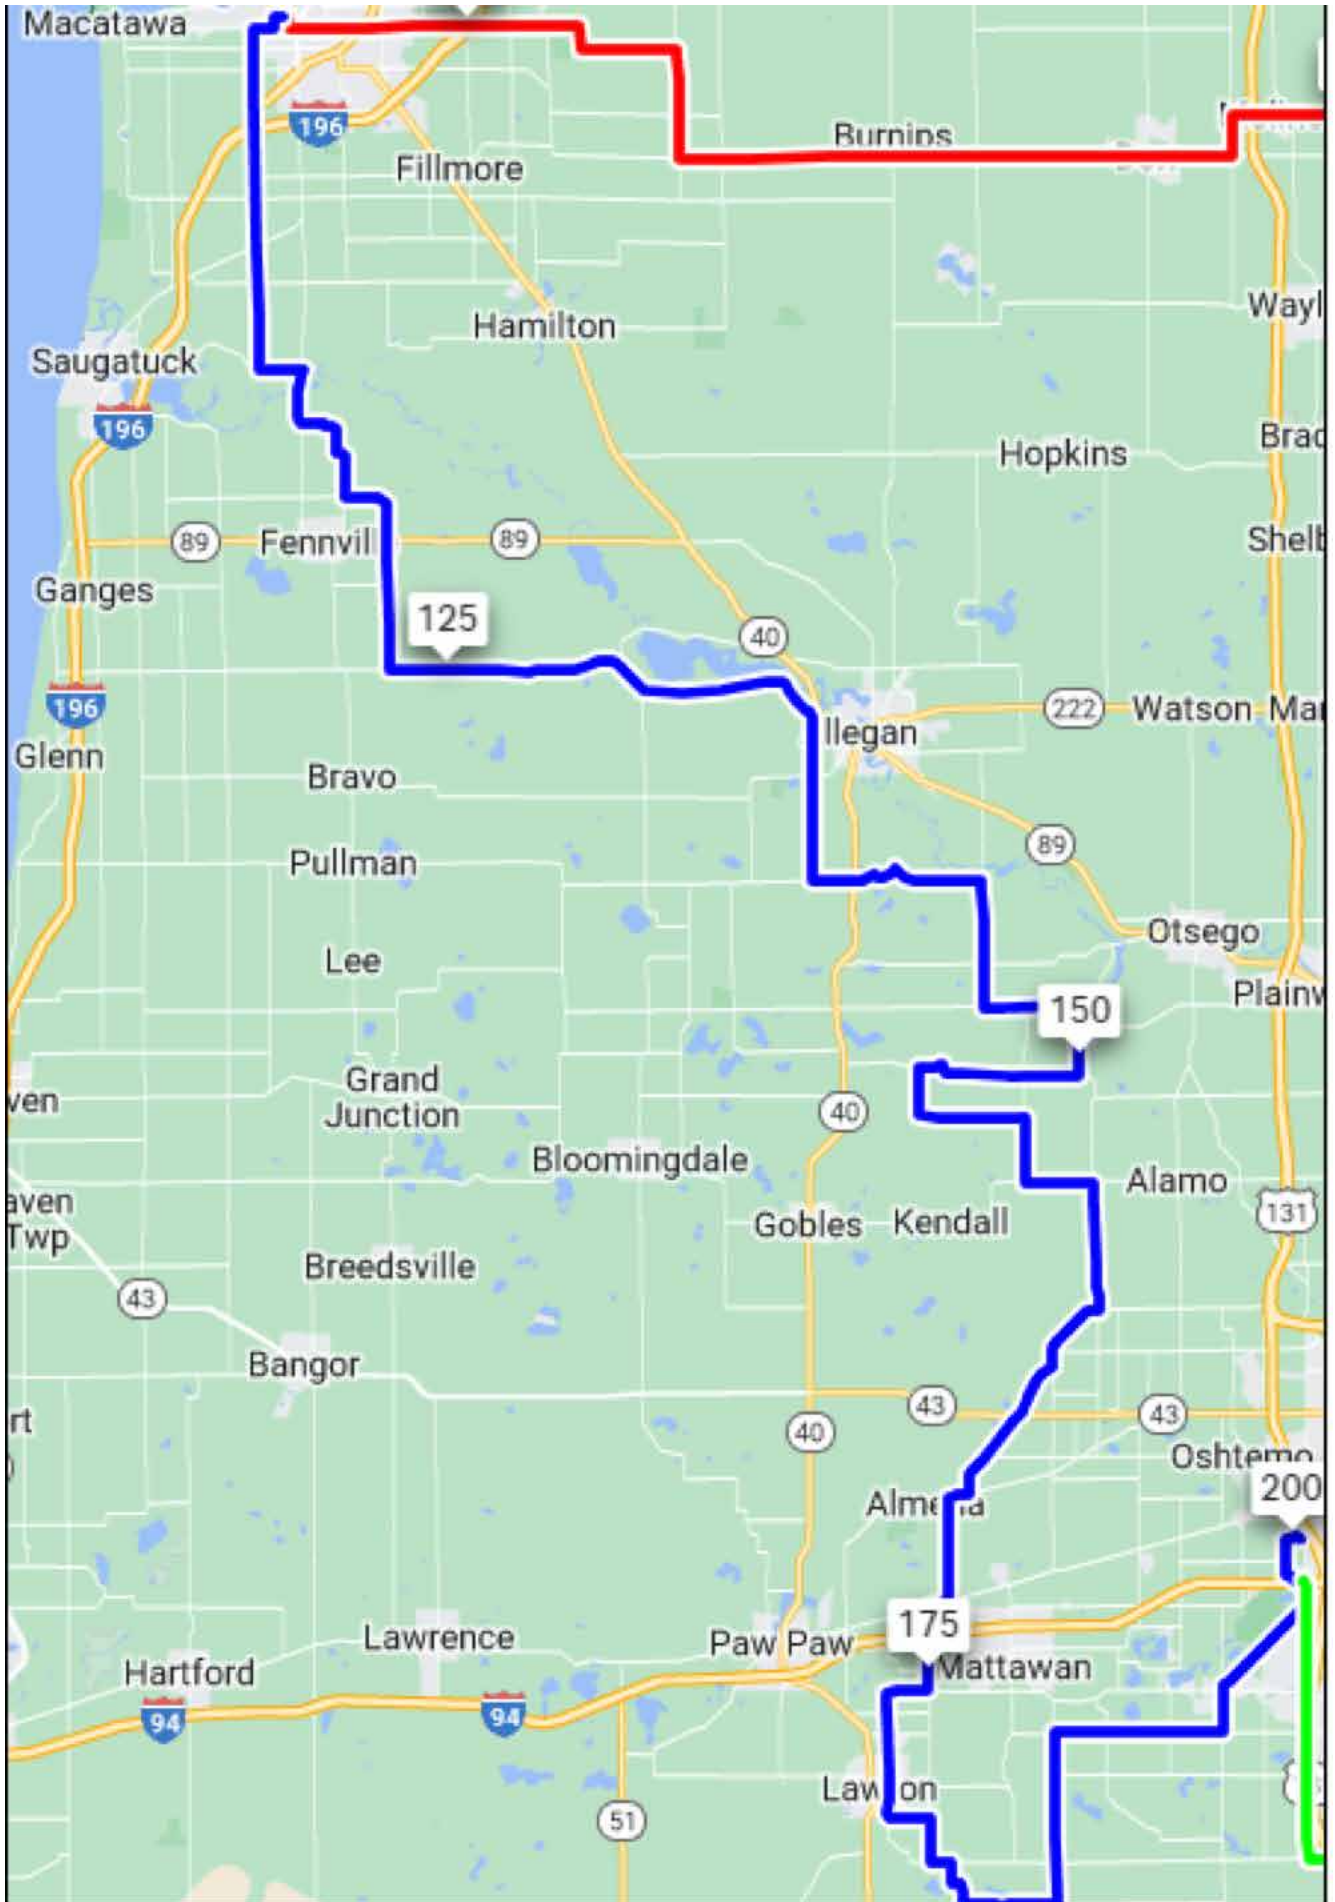 Macatawa
196
Burnips
Fillmore
Wayl
Hamilton
Saugatuck
196
Brad
Hopkins
89
Fennvil
89
Shelb
Ganges
125
40
196
222
Watson
Mar
llegan
Glenn
Bravo
89
Pullman
Otsego
Lee
Plainw
150
Grand
Junction
ven
40
Bloomingdale
Alamo
aven
Twp
Gobles
Kendall
131
Breedsville
43
Bangor
43
43
rt
40
Oshtemo
200
Alme
a
175
Lawrence
Paw Paw
Mattawan
Hartford
94
94
Law
on
51